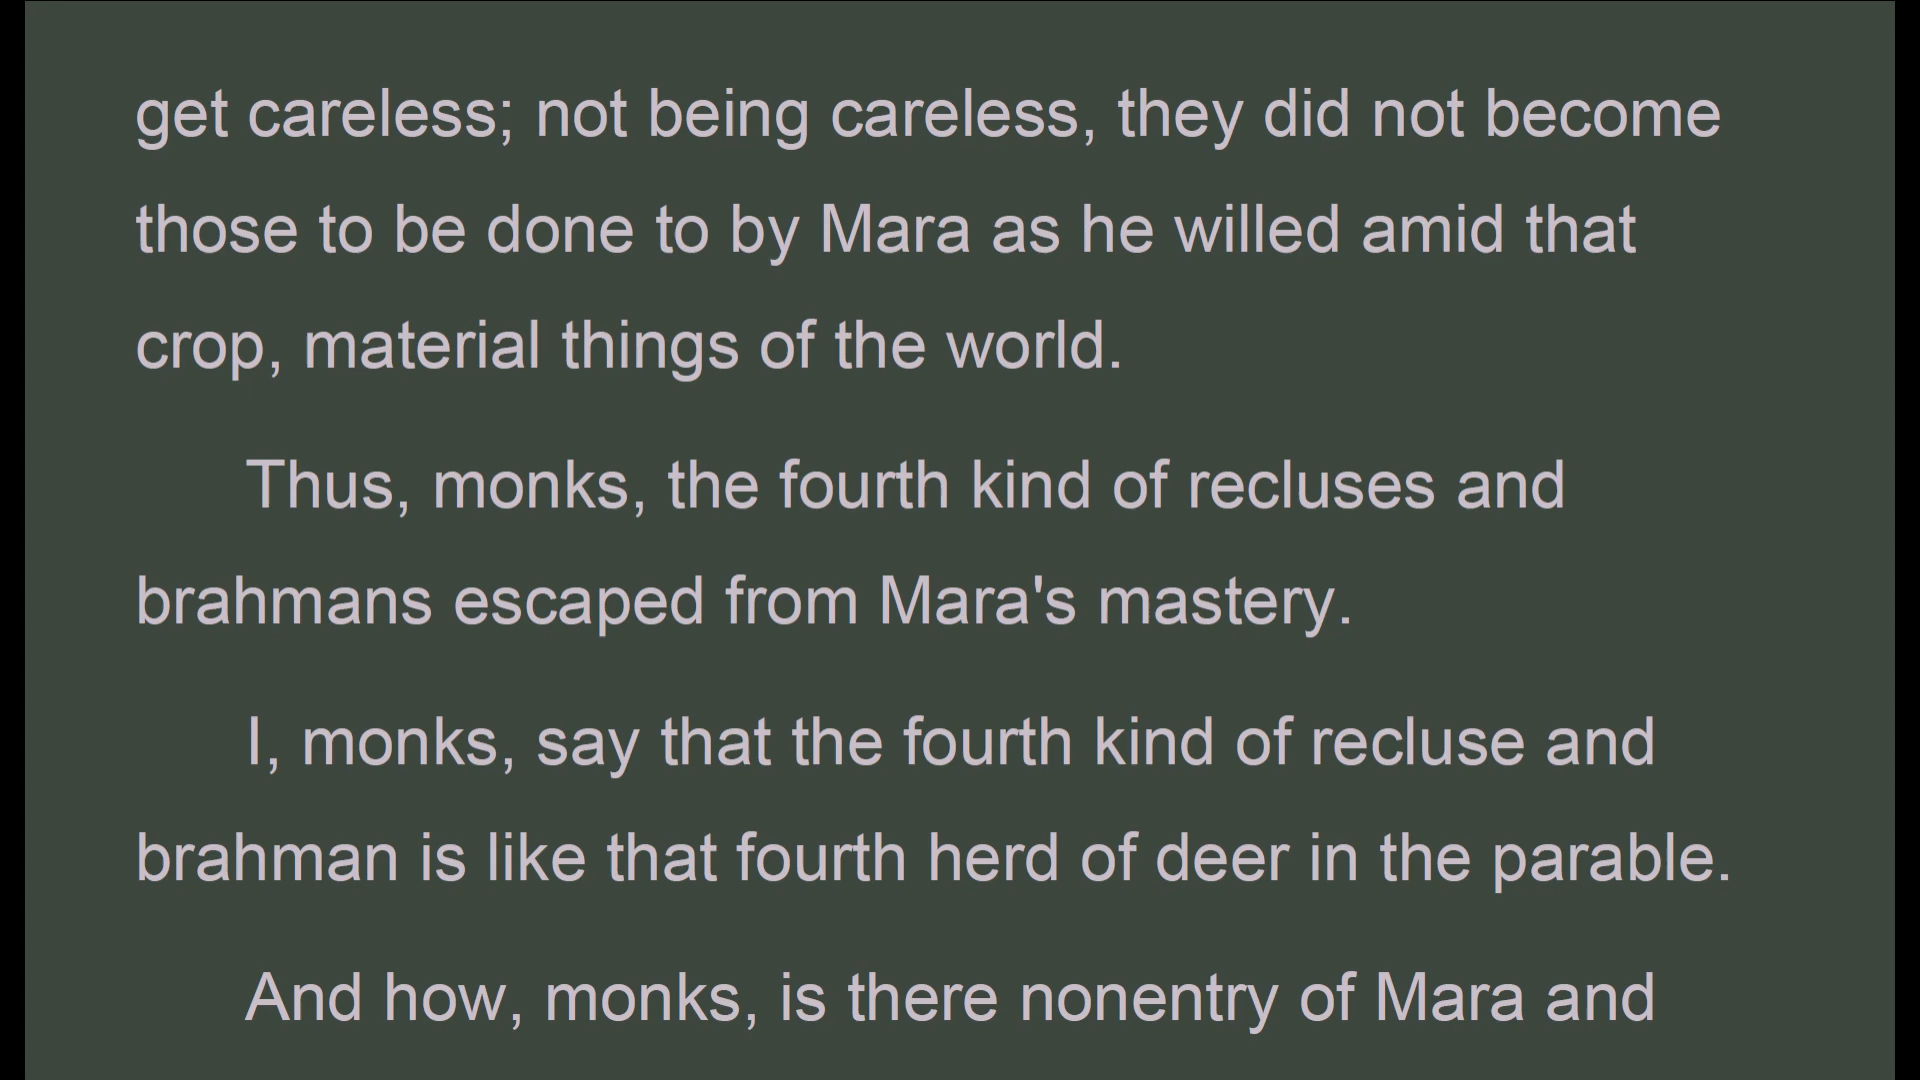 get careless; not being careless, they did not become
those to be done to by Mara as he willed amid that
crop, material things of the world.
Thus, monks, the fourth kind of recluses and
brahmans escaped from Mara's mastery.
I, monks, say that the fourth kind of recluse and
brahman is like that fourth herd of deer in the parable.
And how, monks, is there nonentry of Mara and